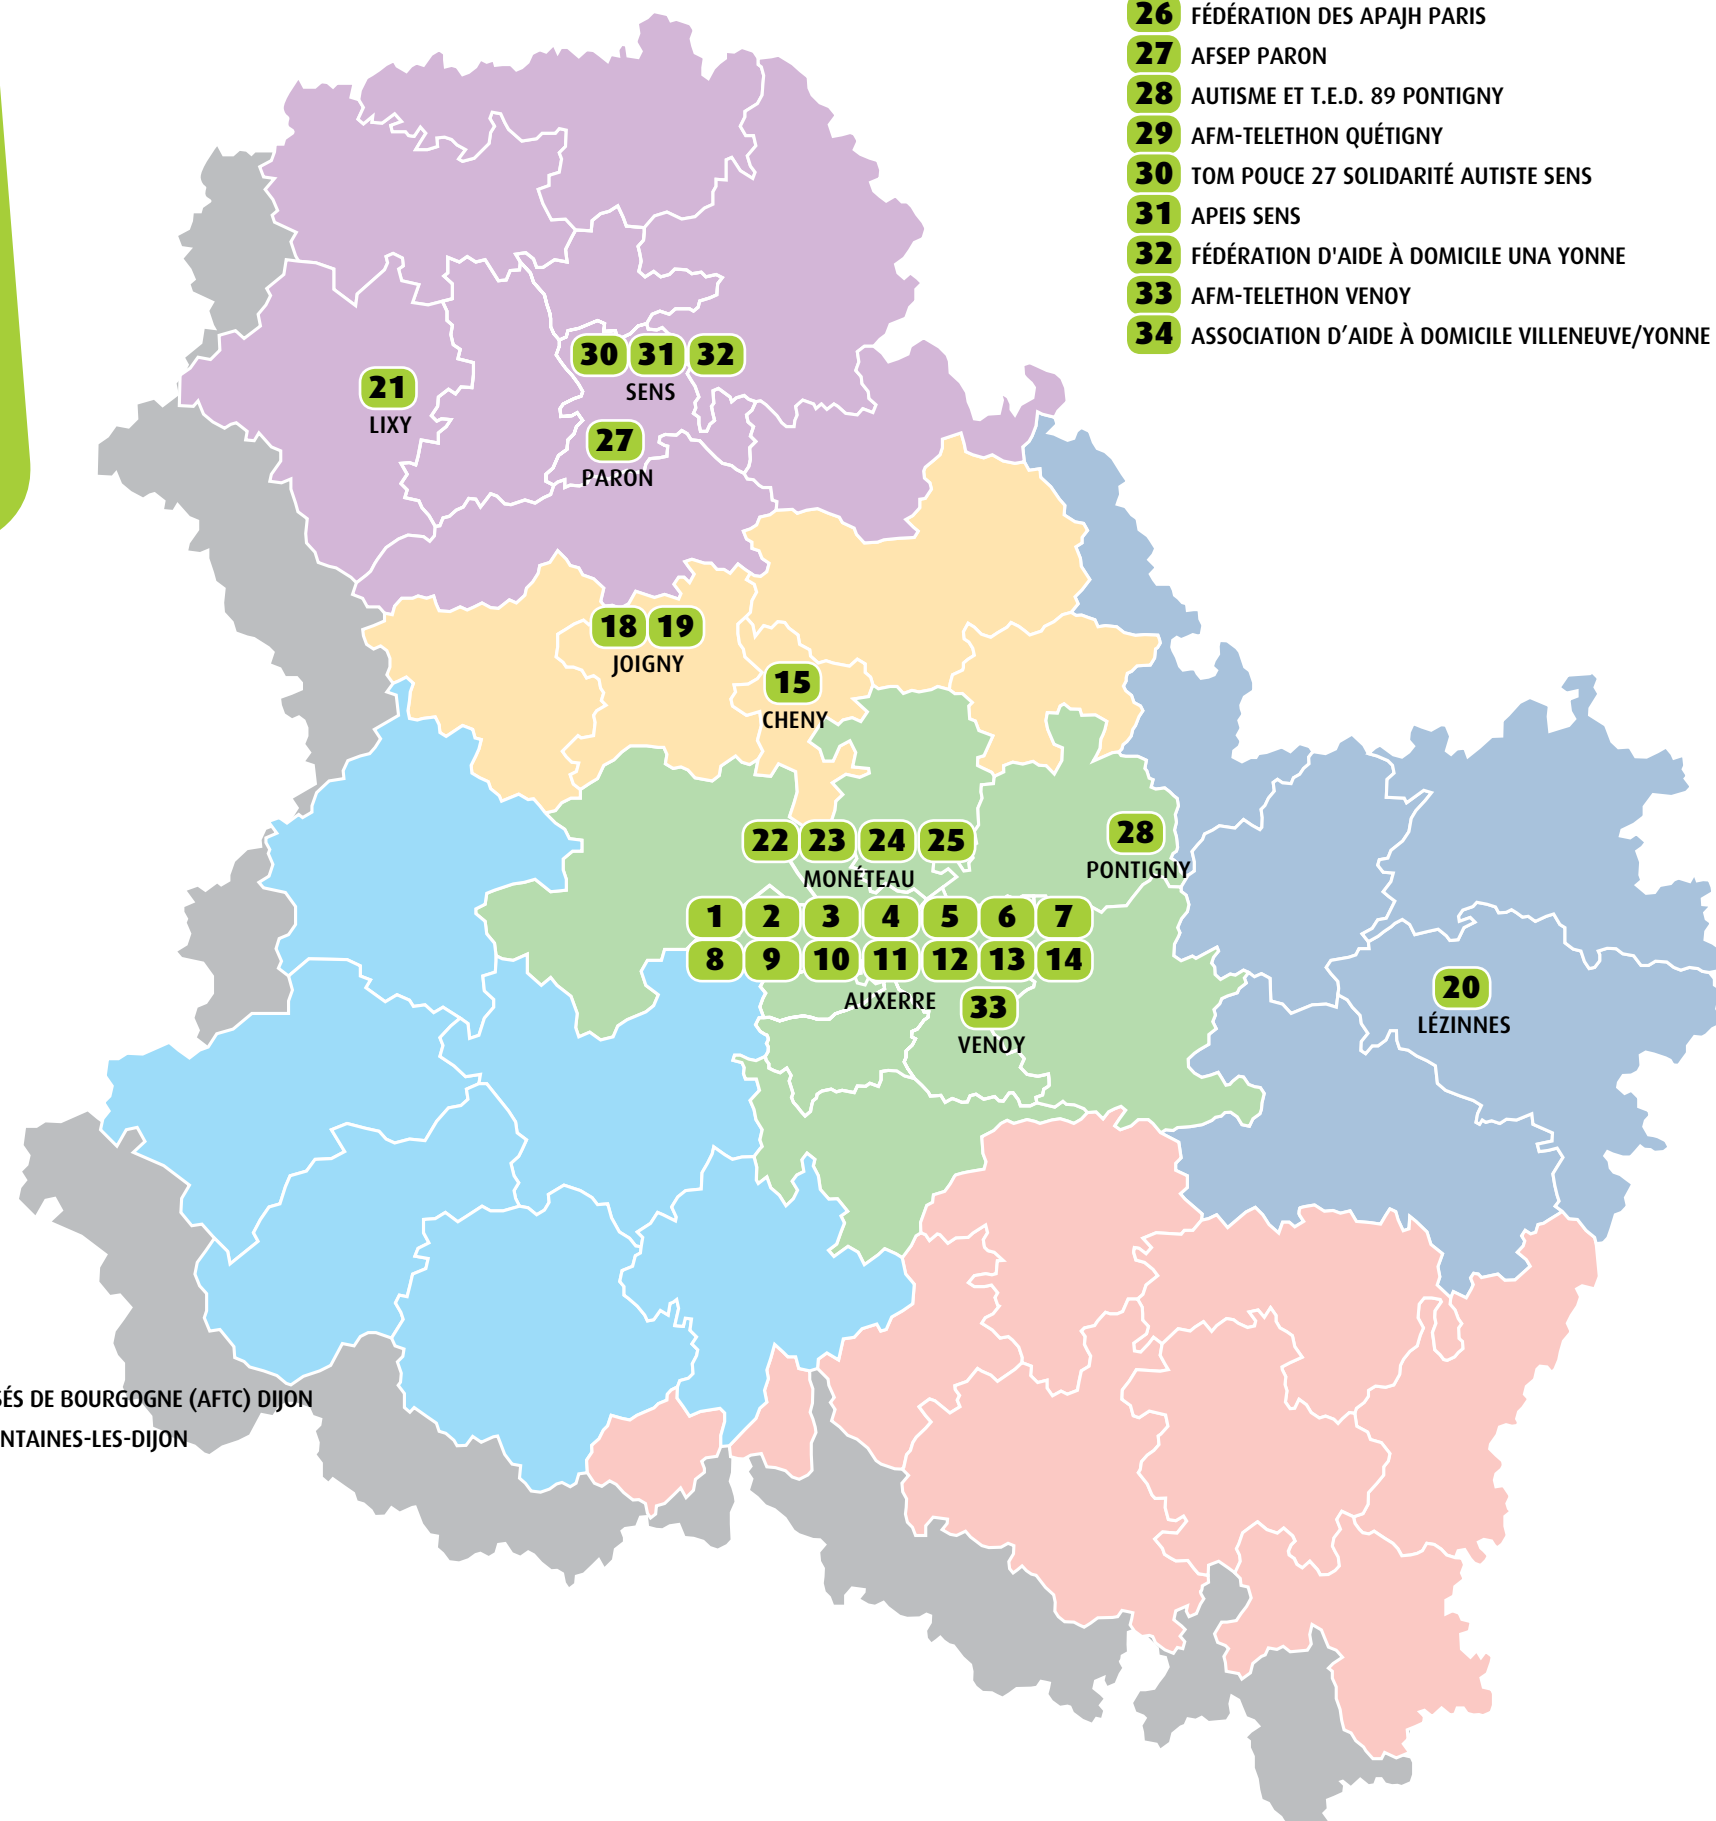 26 FÉDÉRATION DES APAJH PARIS
27 AFSEP PARON
28 AUTISME ET T.E.D. 89 PONTIGNY
29 AFM-TELETHON QUÉTIGNY
30 TOM POUCE 27 SOLIDARITÉ AUTISTE SENS
31 APEIS SENS
32 FÉDÉRATION D'AIDE À DOMICILE UNA YONNE
33 AFM-TELETHON VENOY
34 ASSOCIATION D’AIDE À DOMICILE VILLENEUVE/YONNE
30 31 32
SENS
21
LIXY
27
PARON
18 19
JOIGNY
15
CHENY
22 23 24 25
MONÉTEAU
28
PONTIGNY
1 2 3 4 5 6 7
8 9 10 11 12 13 14
AUXERRE
33
VENOY
20
LÉZINNES
SÉS DE BOURGOGNE (AFTC) DIJON
NTAINES-LES-DIJON